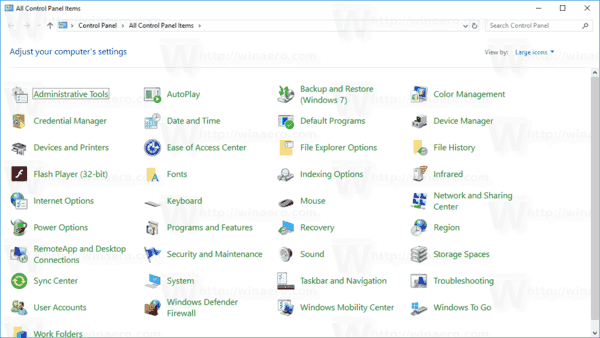 All Control Panel Items
Control Panel > All Control Panel Items >
Search Control Panel
Adjust your computer's settings
View by: Large icons
Administrative Tools
AutoPlay
Backup and Restore
(Windows 7)
Color Management
Credential Manager
Date and Time
Default Programs
Device Manager
Devices and Printers
Ease of Access Center
File Explorer Options
File History
Flash Player (32-bit)
Fonts
Indexing Options
Infrared
Internet Options
Keyboard
Mouse
Network and Sharing
Center
Power Options
Programs and Features
Recovery
Region
RemoteApp and Desktop
Connections
Security and Maintenance
Sound
Storage Spaces
Sync Center
System
Taskbar and Navigation
Troubleshooting
User Accounts
Windows Defender
Firewall
Windows Mobility Center
Windows To Go
Work Folders
http://winaero.com